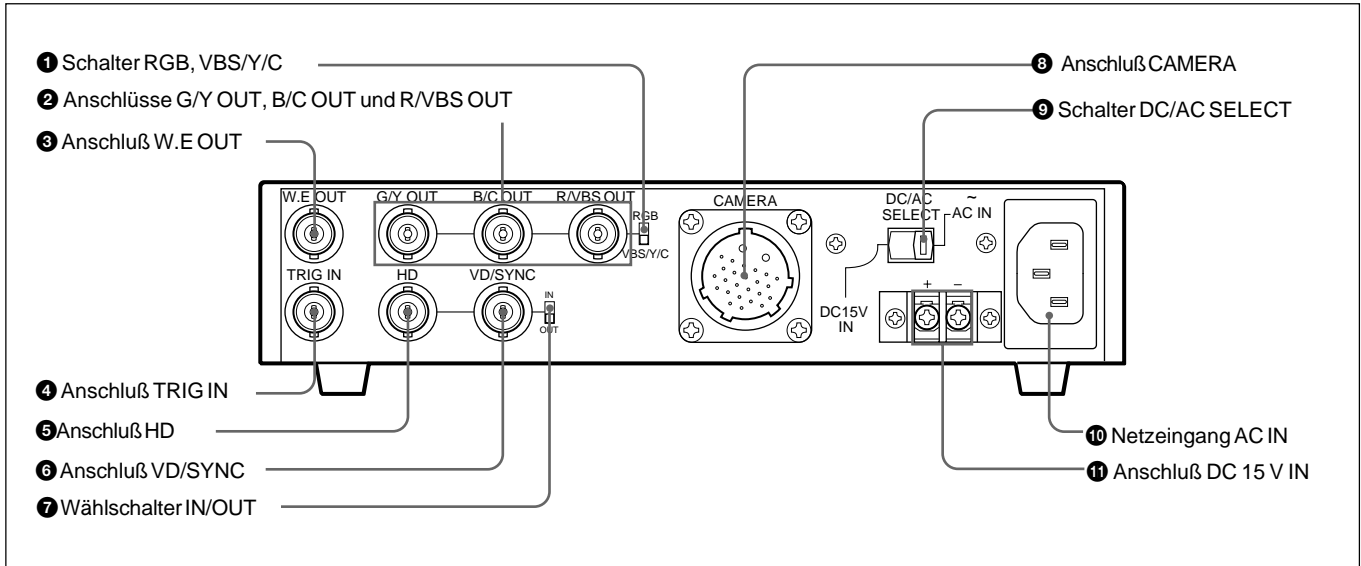 ❶ Schalter RGB, VBS/Y/C
❷ Anschlüsse G/Y OUT, B/C OUT und R/VBS OUT
❸ Anschluß W.E OUT
❽ Anschluß CAMERA
❾ Schalter DC/AC SELECT
W.E OUT
G/Y OUT
B/C OUT
R/VBS OUT
RGB
VBS/Y/C
CAMERA
DC/AC
SELECT
~
AC IN
TRIG IN
HD
VD/SYNC
IN
OUT
DC15V
IN
+ −
❹ Anschluß TRIG IN
❺ Anschluß HD
❻ Anschluß VD/SYNC
❼ Wählschalter IN/OUT
❿ Netzeingang AC IN
⓫ Anschluß DC 15 V IN